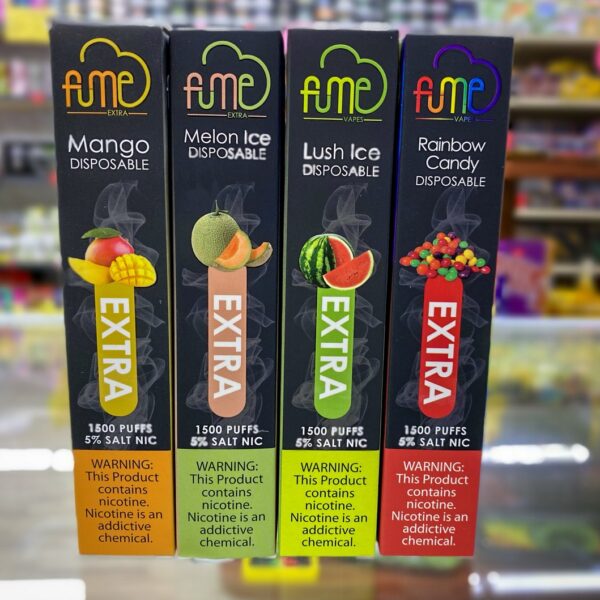 fume
EXTRA
Mango
DISPOSABLE
EXTRA
1500 PUFFS
5% SALT NIC
WARNING:
This Product
contains
nicotine.
Nicotine is an
addictive
chemical.
fume
EXTRA
Melon Ice
DISPOSABLE
EXTRA
1500 PUFFS
5% SALT NIC
WARNING:
This Product
contains
nicotine.
Nicotine is an
addictive
chemical.
fume
VAPES
Lush Ice
DISPOSABLE
EXTRA
1500 PUFFS
5% SALT NIC
WARNING:
This Product
contains
nicotine.
Nicotine is an
addictive
chemical.
fume
VAPES
Rainbow
Candy
DISPOSABLE
EXTRA
1500 PUFFS
5% SALT NIC
WARNING:
This Product
contains
nicotine.
Nicotine is an
addictive
chemical.